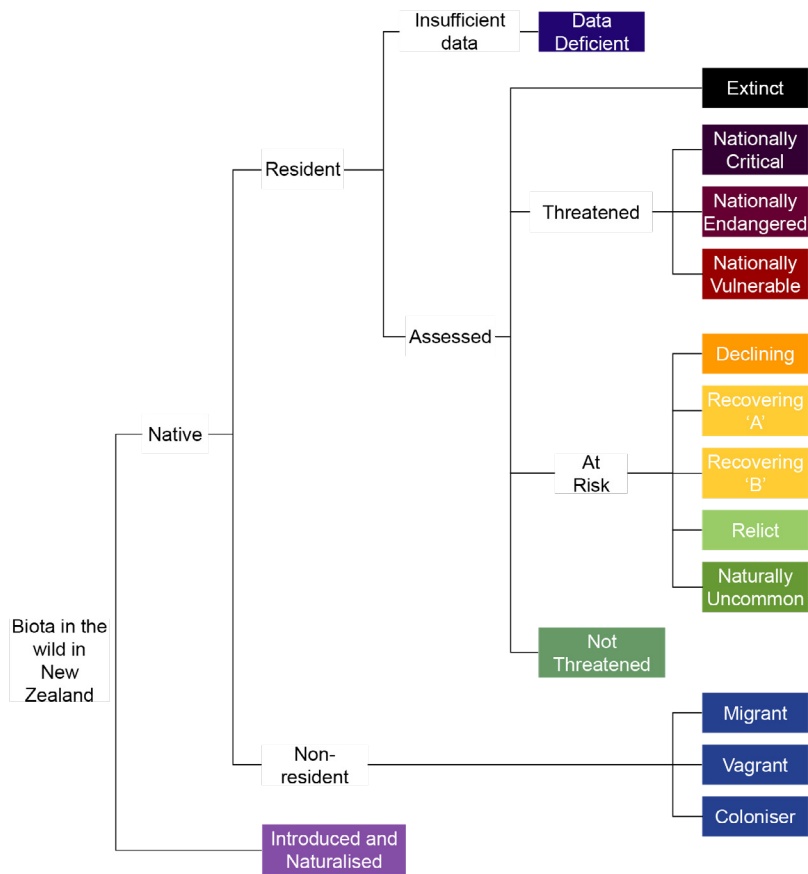 Insufficient
data
Data
Deficient
Extinct
Nationally
Critical
Resident
Threatened
Nationally
Endangered
Nationally
Vulnerable
Assessed
Declining
Recovering
‘A’
Native
At
Risk
Recovering
‘B’
Relict
Naturally
Uncommon
Biota in the
wild in
New
Zealand
Not
Threatened
Migrant
Non-
resident
Vagrant
Coloniser
Introduced and
Naturalised